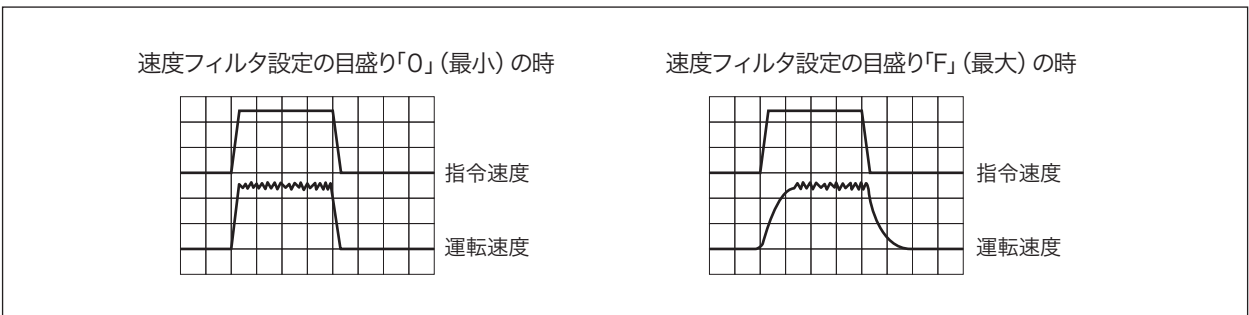 速度フィルタ設定の目盛り「0」（最小）の時
指令速度
運転速度
速度フィルタ設定の目盛り「F」（最大）の時
指令速度
運転速度